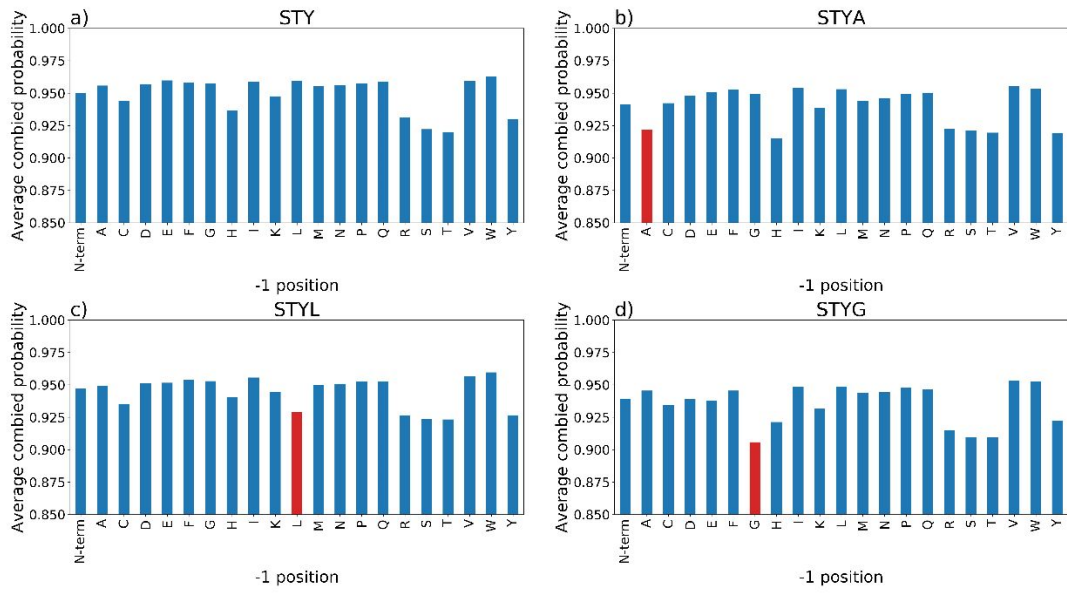 a)
STY
Average combied probability
1.000
0.975
0.950
0.925
0.900
0.875
0.850
N-term A C D E F G H I K L M N P Q R S T V W Y
-1 position
b)
STYA
Average combied probability
1.000
0.975
0.950
0.925
0.900
0.875
0.850
N-term A C D E F G H I K L M N P Q R S T V W Y
-1 position
c)
STYL
Average combied probability
1.000
0.975
0.950
0.925
0.900
0.875
0.850
N-term A C D E F G H I K L M N P Q R S T V W Y
-1 position
d)
STYG
Average combied probability
1.000
0.975
0.950
0.925
0.900
0.875
0.850
N-term A C D E F G H I K L M N P Q R S T V W Y
-1 position